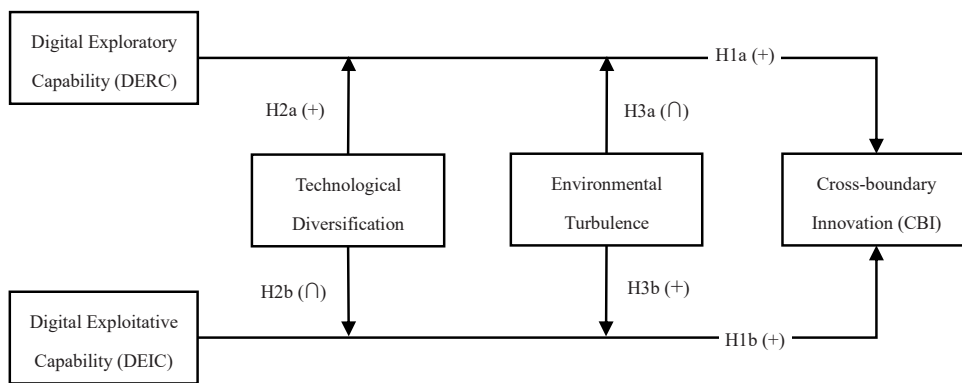 Digital Exploratory
Capability (DERC)
H1a (+)
H2a (+)
H3a (∩)
Technological
Diversification
Environmental
Turbulence
Cross-boundary
Innovation (CBI)
H2b (∩)
H3b (+)
Digital Exploitative
Capability (DEIC)
H1b (+)